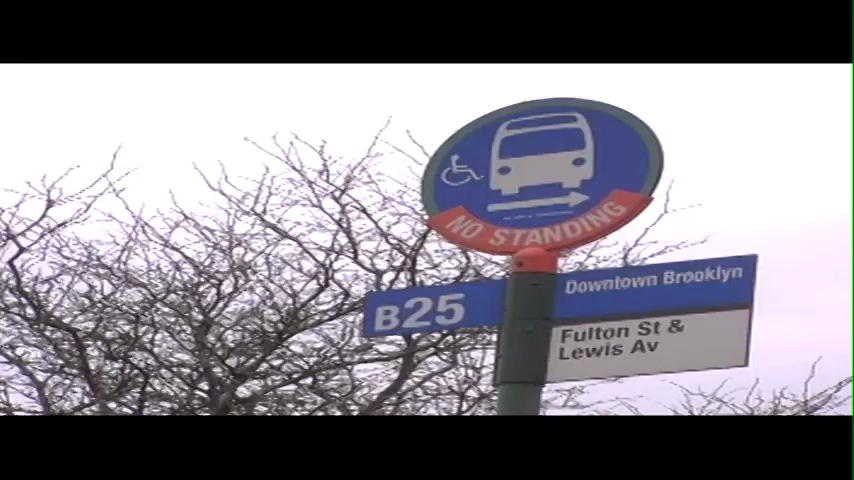 NO STANDING
B25
Downtown Brooklyn
Fulton St &
Lewis Av